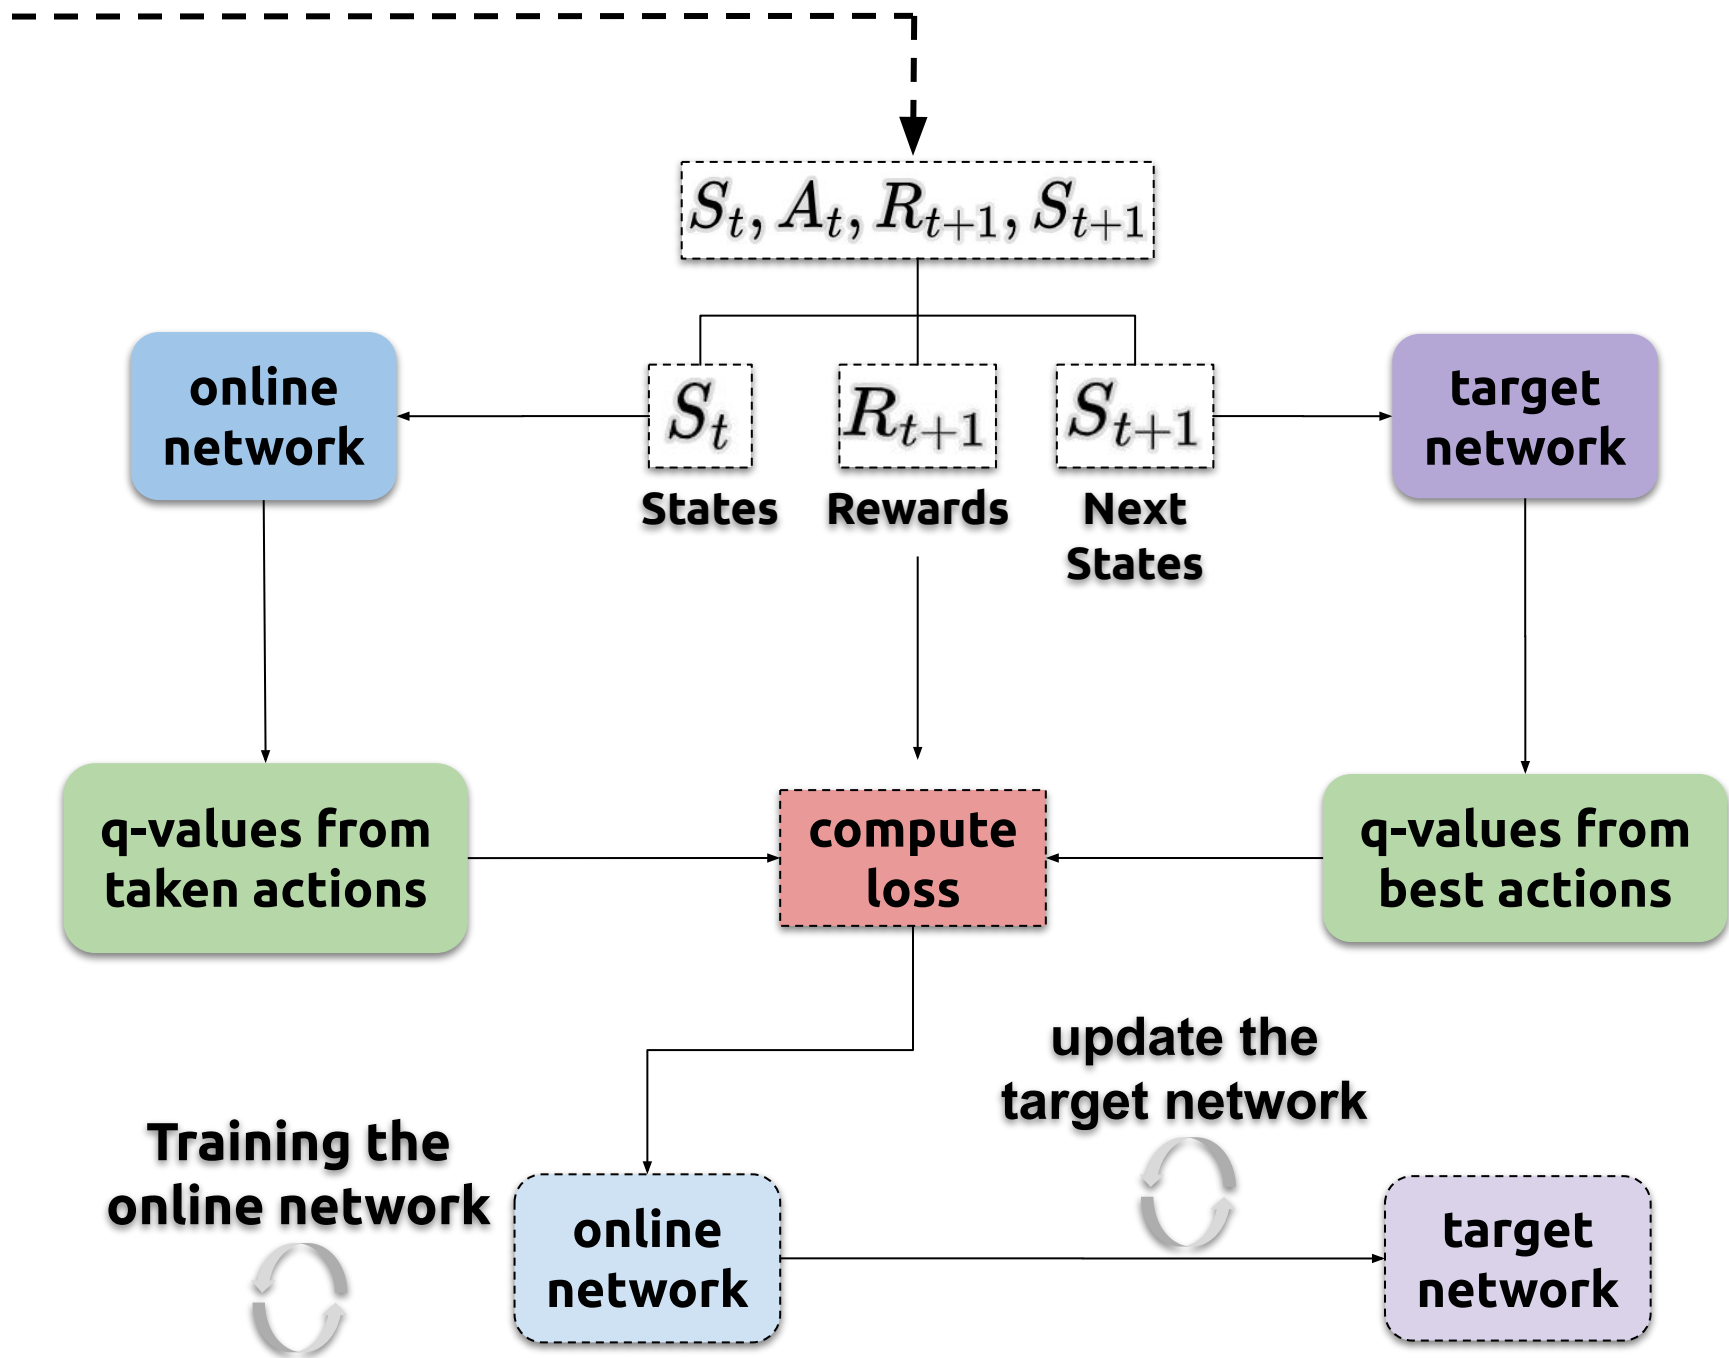 S_t, A_t, R_{t+1}, S_{t+1}
online
network
S_t
R_{t+1}
S_{t+1}
target
network
States
Rewards
Next
States
q-values from
taken actions
compute
loss
q-values from
best actions
update the
target network
Training the
online network
online
network
target
network